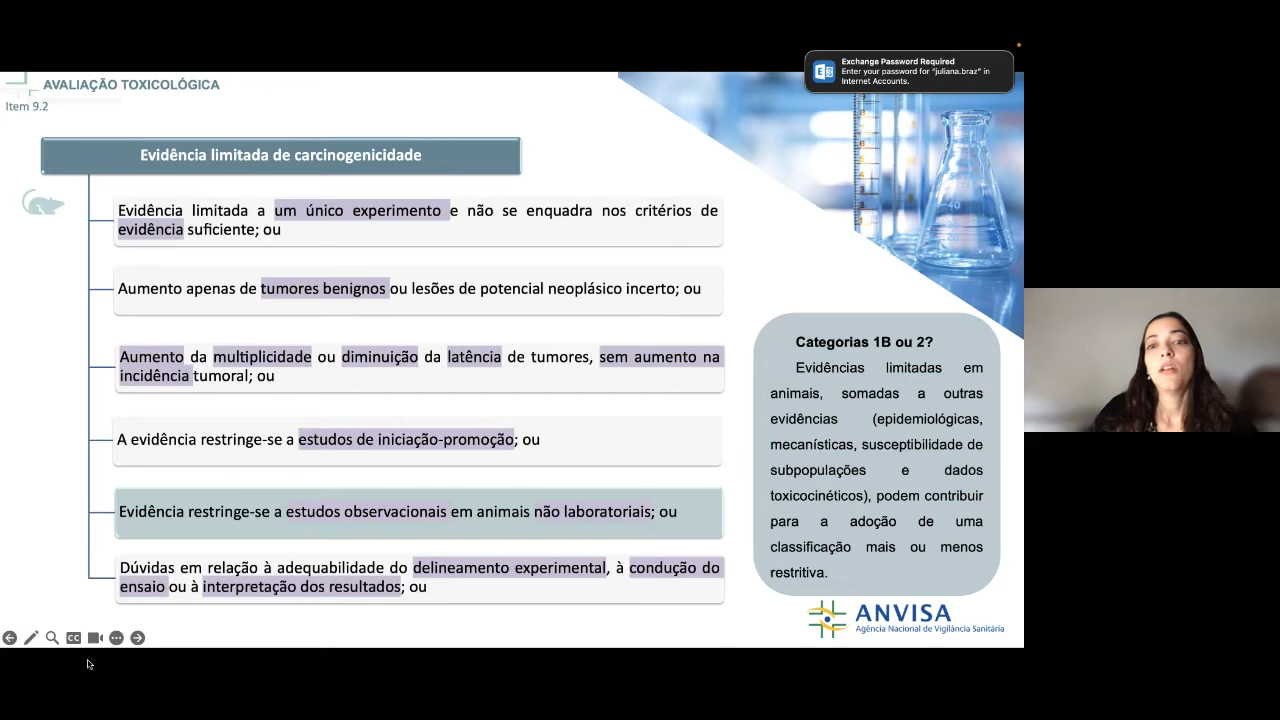 Exchange Password Required
Enter your password for "juliana.braz" in
Internet Accounts.
AVALIAÇÃO TOXICOLÓGICA
Item 9.2
Evidência limitada de carcinogenicidade
Evidência limitada a um único experimento e não se enquadra nos critérios de
evidência suficiente; ou
Aumento apenas de tumores benignos ou lesões de potencial neoplásico incerto; ou
Aumento da multiplicidade ou diminuição da latência de tumores, sem aumento na
incidência tumoral; ou
A evidência restringe-se a estudos de iniciação-promoção; ou
Evidência restringe-se a estudos observacionais em animais não laboratoriais; ou
Dúvidas em relação à adequabilidade do delineamento experimental, à condução do
ensaio ou à interpretação dos resultados; ou
Categorias 1B ou 2?
Evidências limitadas em
animais, somadas a outras
evidências (epidemiológicas,
mecanísticas, susceptibilidade de
subpopulações e dados
toxicocinéticos), podem contribuir
para a adoção de uma
classificação mais ou menos
restritiva.
ANVISA
Agência Nacional de Vigilância Sanitária
CC